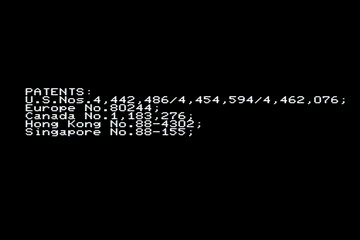 PATENTS:
U.S.Nos.4,442,486/4,454,594/4,462,076;
Europe No.80244;
Canada No.1,183,276;
Hong Kong No.88-4302;
Singapore No.88-155;